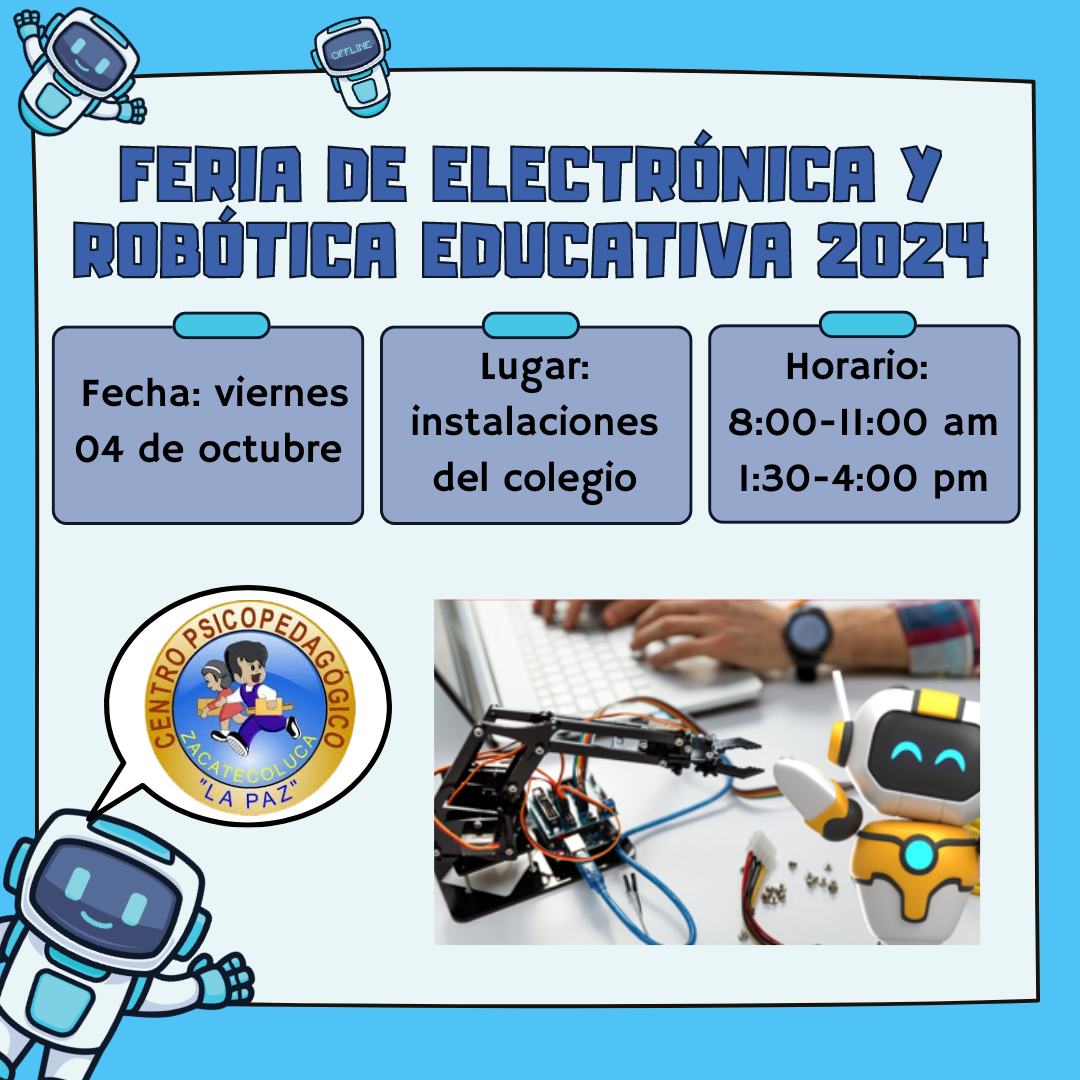 OFFLINE
FERIA DE ELECTRÓNICA Y
ROBÓTICA EDUCATIVA 2024
Fecha: viernes
04 de octubre
Lugar:
instalaciones
del colegio
Horario:
8:00-11:00 am
1:30-4:00 pm
CENTRO PSICOPEDAGÓGICO
ZACATECOLUCA
"LA PAZ"